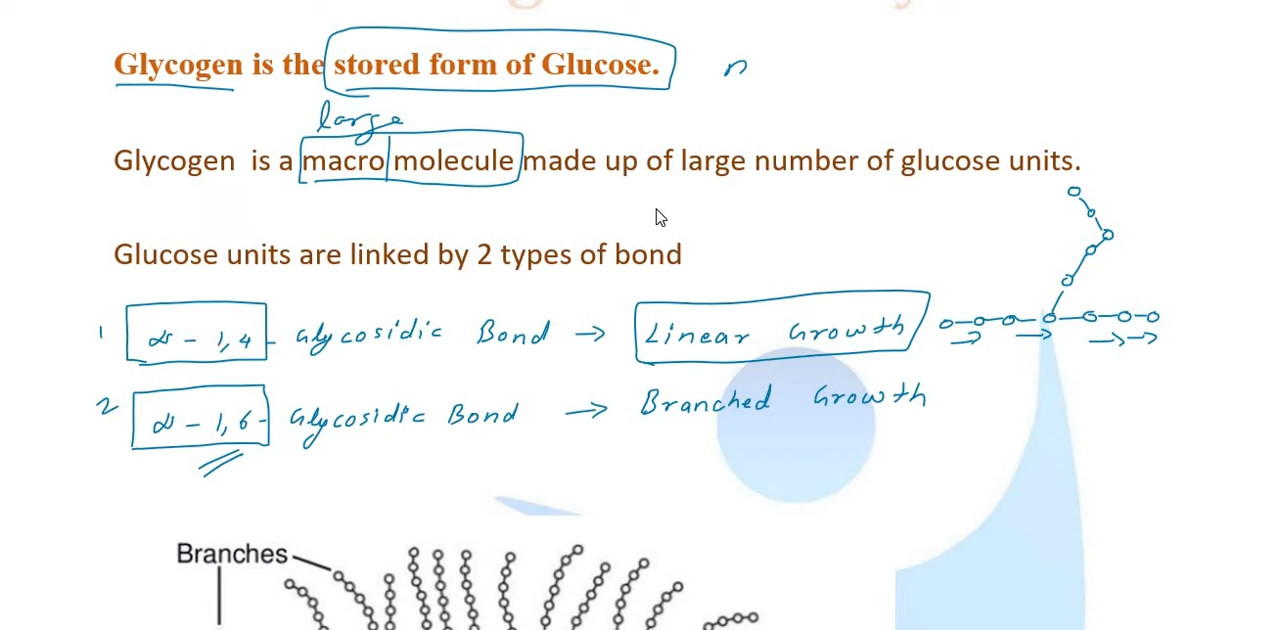 Glycogen is the stored form of Glucose. n
large
Glycogen is a macro molecule made up of large number of glucose units.
Glucose units are linked by 2 types of bond
1 α - 1,4 - Glycosidic Bond → Linear Growth
2 α - 1,6 - Glycosidic Bond → Branched Growth
Branches